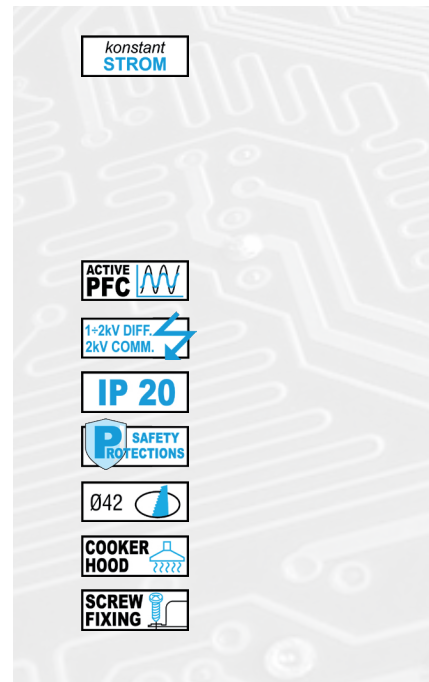 konstant
STROM
ACTIVE
PFC
1÷2kV DIFF.
2kV COMM.
IP 20
SAFETY
PROTECTIONS
Ø42
COOKER
HOOD
SCREW
FIXING